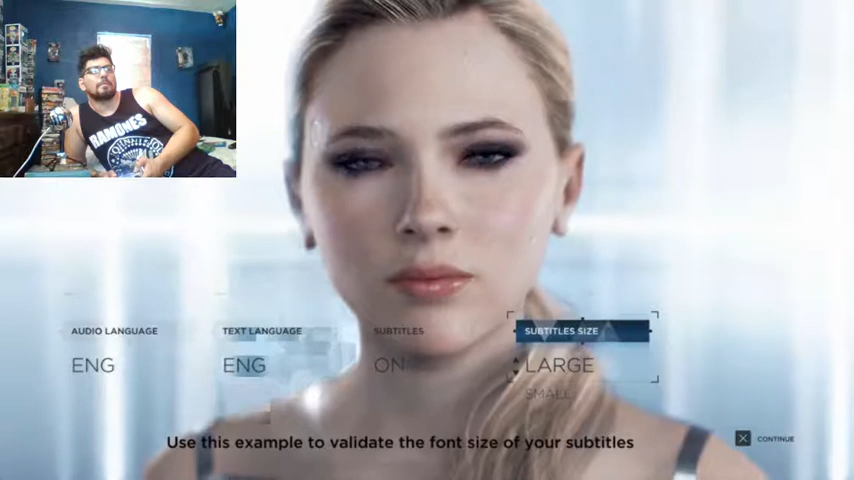 RAMONES
AUDIO LANGUAGE
TEXT LANGUAGE
SUBTITLES
SUBTITLES SIZE
ENG
ENG
ON
LARGE
SMALL
Use this example to validate the font size of your subtitles
CONTINUE